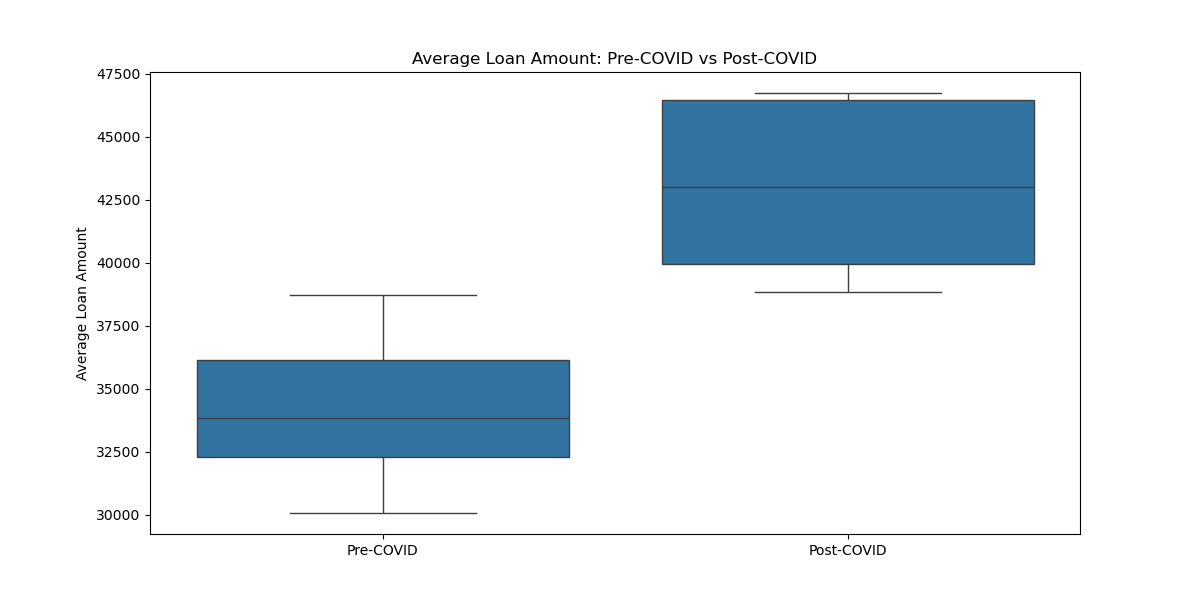 Average Loan Amount: Pre-COVID vs Post-COVID
47500
45000
42500
40000
37500
35000
32500
30000
Average Loan Amount
Pre-COVID
Post-COVID